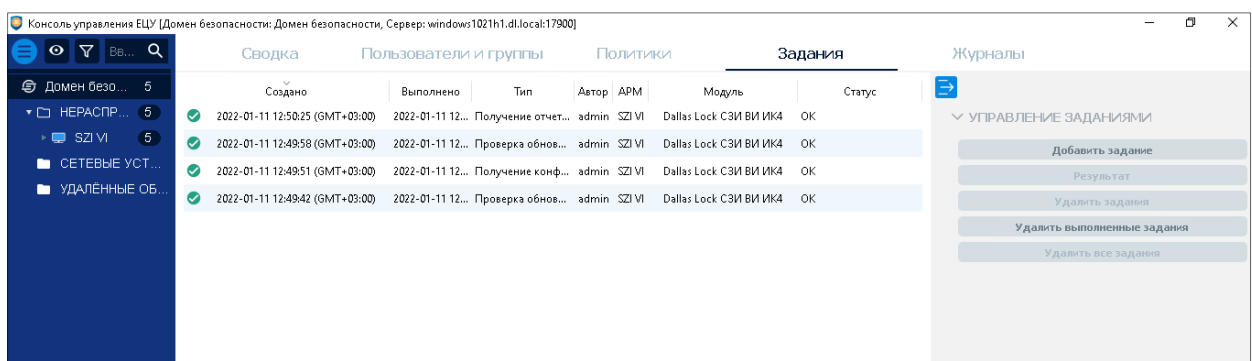 Консоль управления ЕЦУ [Домен безопасности: Домен безопасности, Сервер: windows1021h1.dl.local:17900]
Вв...
Сводка Пользователи и группы Политики Задания Журналы
Домен безо... 5
НЕРАСПР... 5
SZI VI 5
СЕТЕВЫЕ УСТ...
УДАЛЁННЫЕ ОБ...
Создано Выполнено Тип Автор АРМ Модуль Статус
2022-01-11 12:50:25 (GMT+03:00) 2022-01-11 12... Получение отчет... admin SZI VI Dallas Lock СЗИ ВИ ИК4 OK
2022-01-11 12:49:58 (GMT+03:00) 2022-01-11 12... Проверка обнов... admin SZI VI Dallas Lock СЗИ ВИ ИК4 OK
2022-01-11 12:49:51 (GMT+03:00) 2022-01-11 12... Получение конф... admin SZI VI Dallas Lock СЗИ ВИ ИК4 OK
2022-01-11 12:49:42 (GMT+03:00) 2022-01-11 12... Проверка обнов... admin SZI VI Dallas Lock СЗИ ВИ ИК4 OK
УПРАВЛЕНИЕ ЗАДАНИЯМИ
Добавить задание
Результат
Удалить задания
Удалить выполненные задания
Удалить все задания